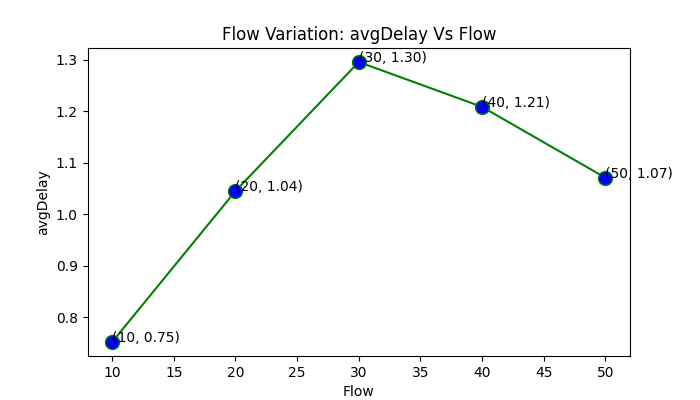 Flow Variation: avgDelay Vs Flow
1.3
1.2
1.1
1.0
0.9
0.8
avgDelay
(10, 0.75)
(20, 1.04)
(30, 1.30)
(40, 1.21)
(50, 1.07)
10 15 20 25 30 35 40 45 50
Flow